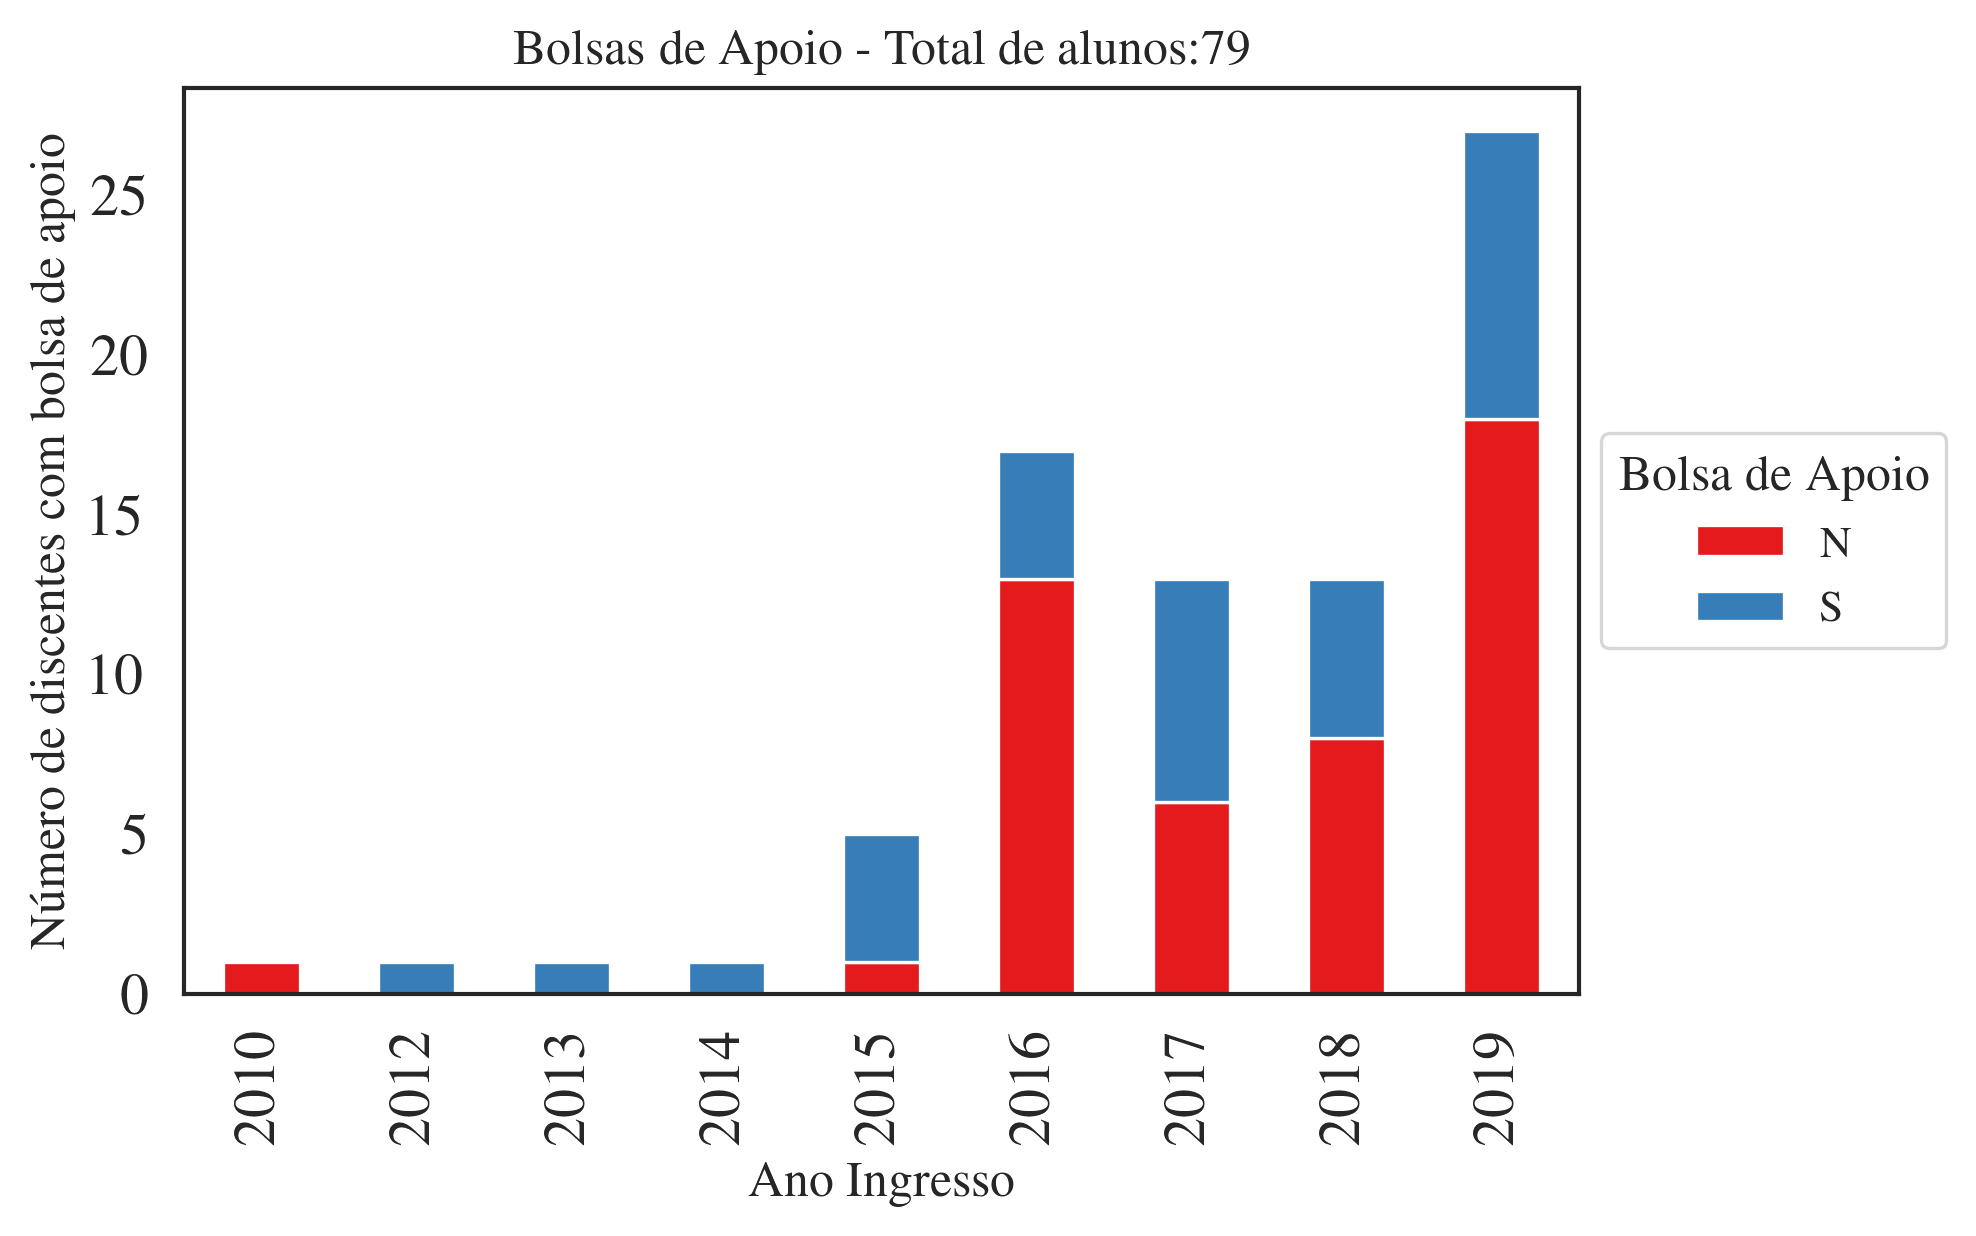 Bolsas de Apoio - Total de alunos:79
Número de discentes com bolsa de apoio
25
20
15
10
5
0
2010
2012
2013
2014
2015
2016
2017
2018
2019
Ano Ingresso
Bolsa de Apoio
N
S